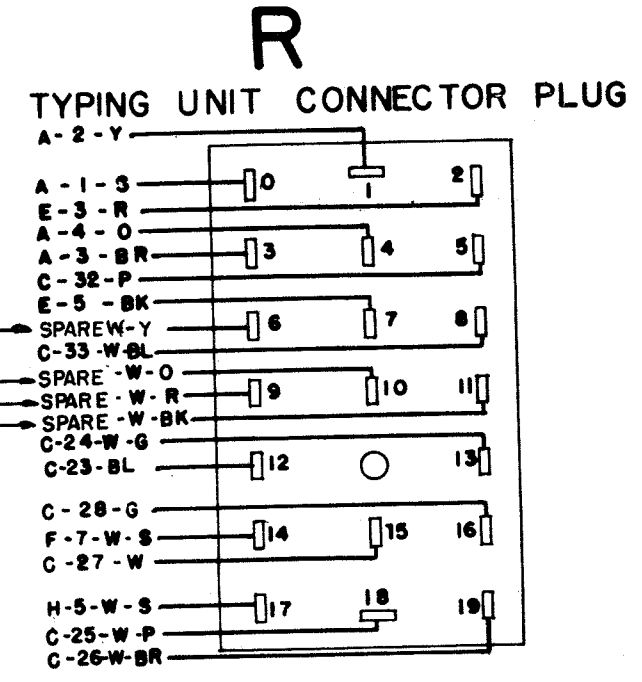 R
TYPING UNIT CONNECTOR PLUG
A-2-Y
A-1-S 0 1 2
E-3-R
A-4-O
A-3-BR 3 4 5
C-32-P
E-5-BK
SPARE W-Y 6 7 8
C-33-W-BL
SPARE -W-O
SPARE -W-R 9 10 11
SPARE -W-BK
C-24-W-G
C-23-BL 12 13
C-28-G
F-7-W-S 14 15 16
C-27-W
H-5-W-S 17 18 19
C-25-W-P
C-26-W-BR